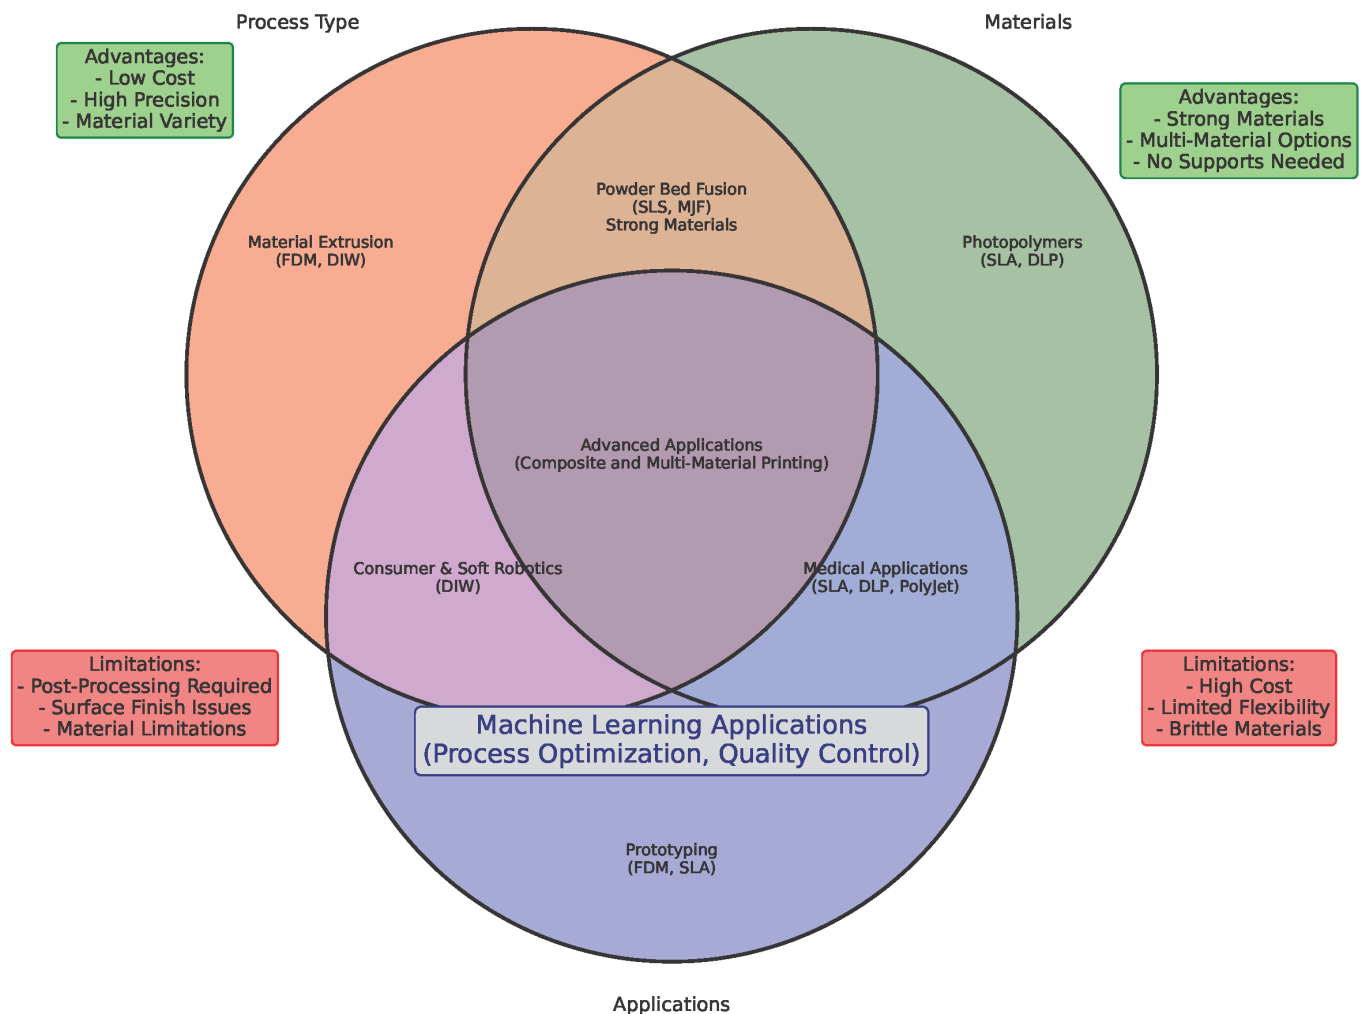 Process Type
Materials
Advantages:
- Low Cost
- High Precision
- Material Variety
Advantages:
- Strong Materials
- Multi-Material Options
- No Supports Needed
Powder Bed Fusion
(SLS, MJF)
Strong Materials
Material Extrusion
(FDM, DIW)
Photopolymers
(SLA, DLP)
Advanced Applications
(Composite and Multi-Material Printing)
Consumer & Soft Robotics
(DIW)
Medical Applications
(SLA, DLP, PolyJet)
Limitations:
- Post-Processing Required
- Surface Finish Issues
- Material Limitations
Limitations:
- High Cost
- Limited Flexibility
- Brittle Materials
Machine Learning Applications
(Process Optimization, Quality Control)
Prototyping
(FDM, SLA)
Applications